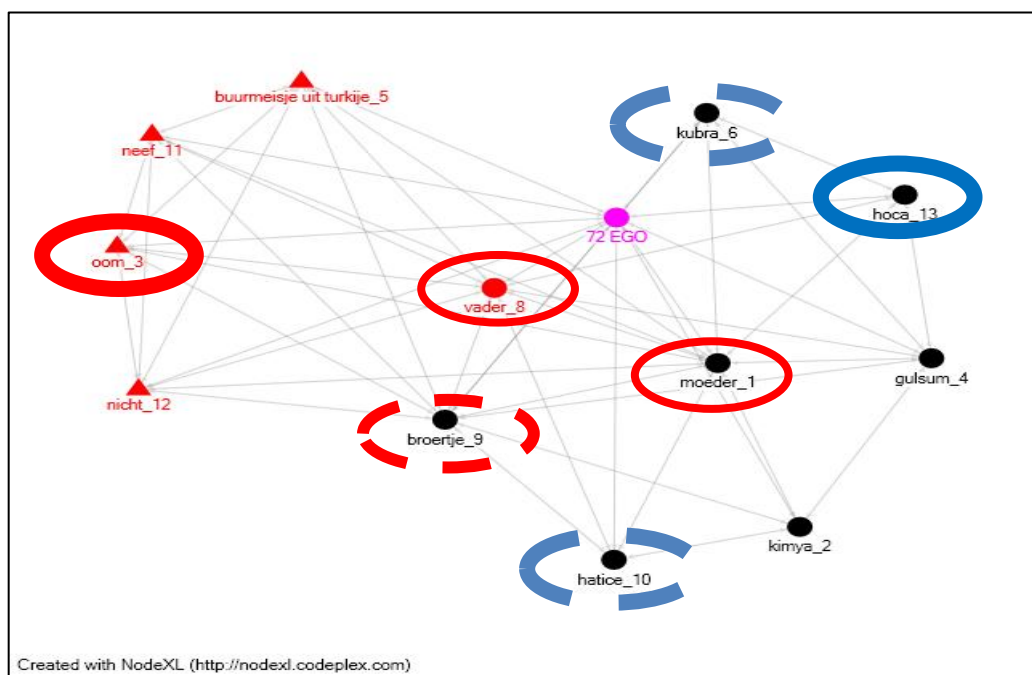 buurmeisje uit turkije_5
kubra_6
neef_11
hoca_13
72 EGO
oom_3
vader_8
moeder_1
gulsum_4
nicht_12
broertje_9
kimya_2
hatice_10
Created with NodeXL (http://nodexl.codeplex.com)